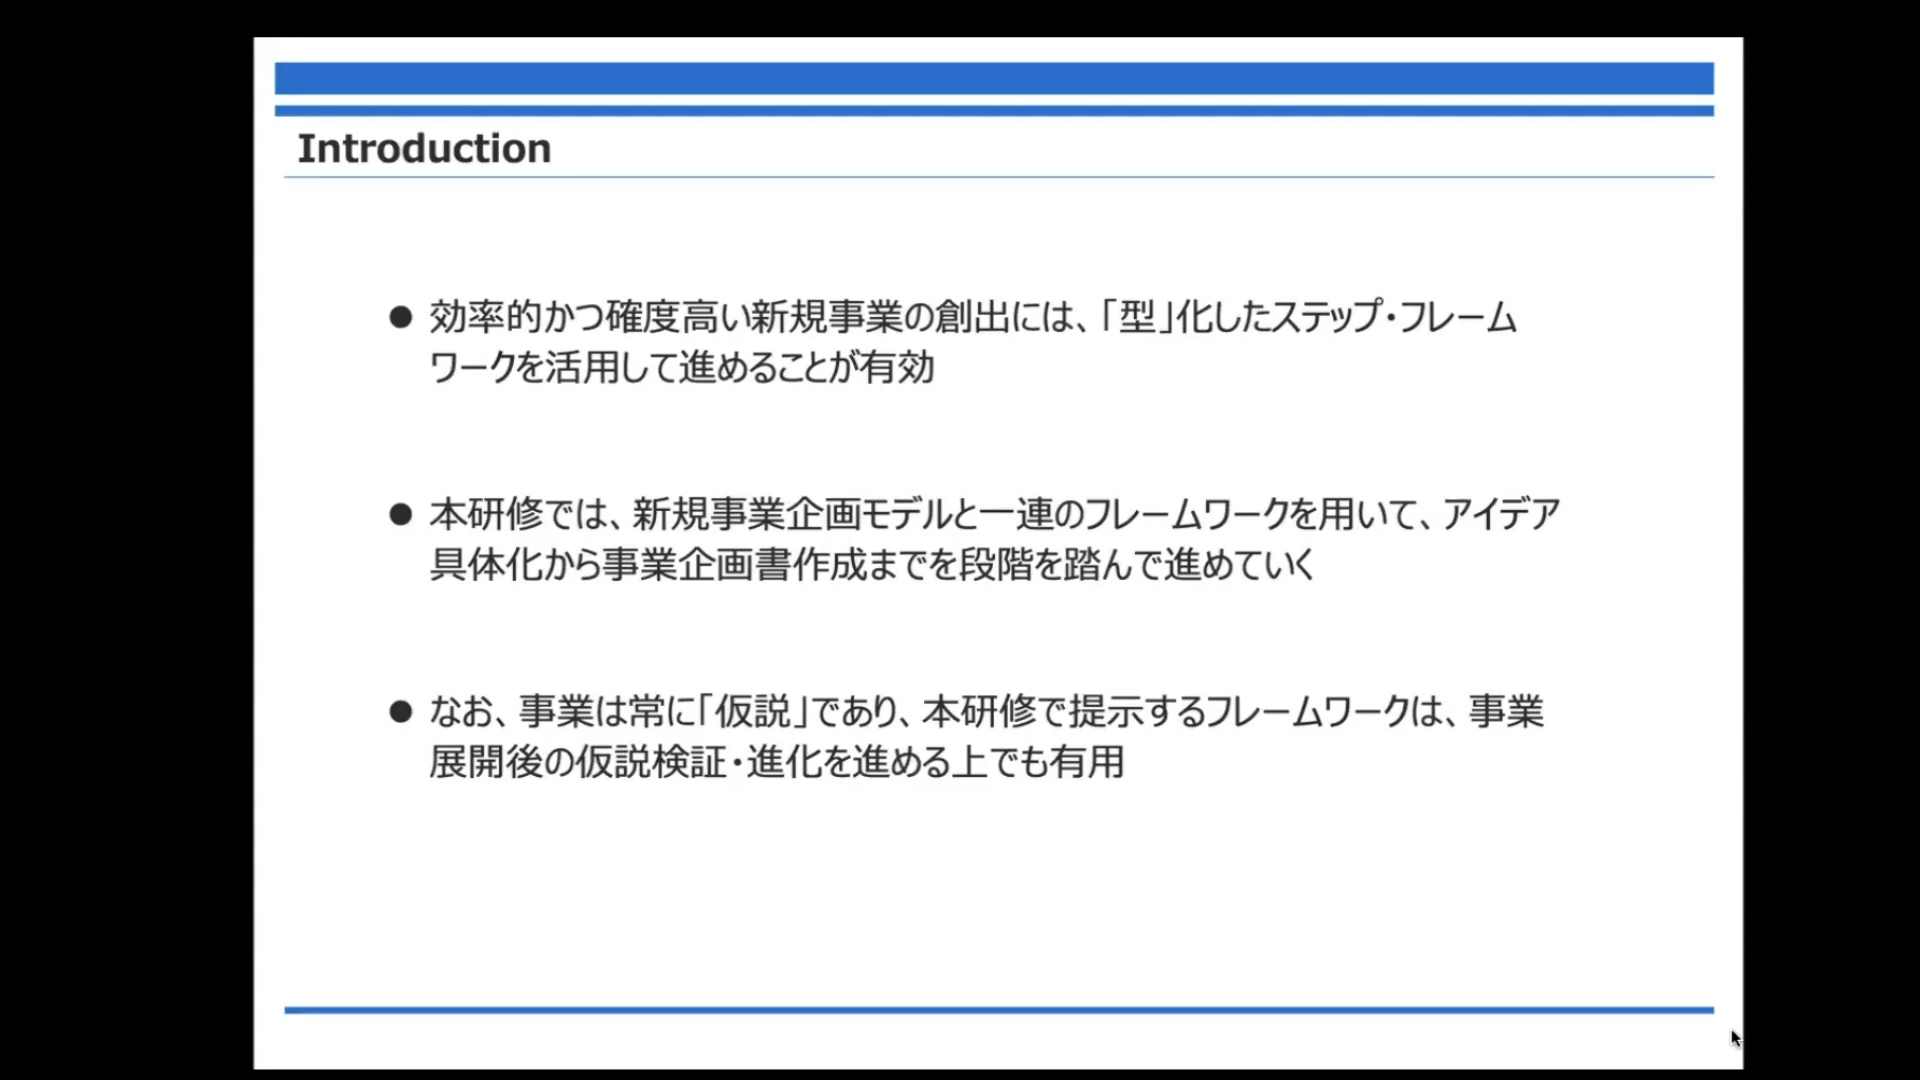 Introduction
● 効率的かつ確度高い新規事業の創出には、「型」化したステップ・フレーム
ワークを活用して進めることが有効
● 本研修では、新規事業企画モデルと一連のフレームワークを用いて、アイデア
具体化から事業企画書作成までを段階を踏んで進めていく
● なお、事業は常に「仮説」であり、本研修で提示するフレームワークは、事業
展開後の仮説検証・進化を進める上でも有用